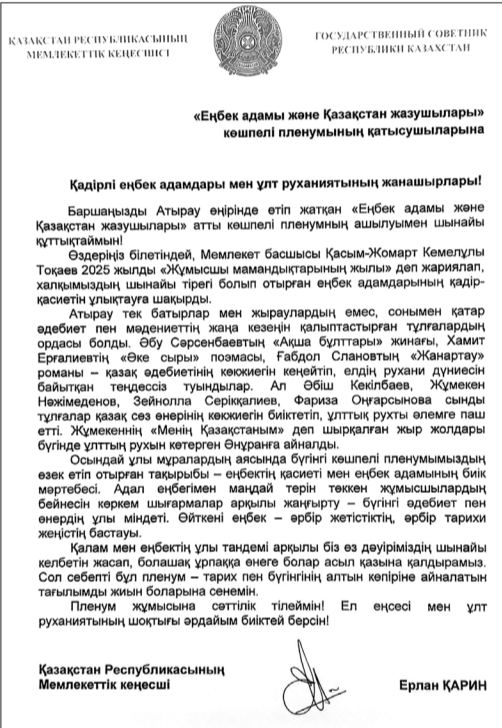 ҚАЗАҚСТАН РЕСПУБЛИКАСЫНЫҢ
МЕМЛЕКЕТТІК КЕҢЕСШІСІ
ГОСУДАРСТВЕННЫЙ СОВЕТНИК
РЕСПУБЛИКИ КАЗАХСТАН
«Еңбек адамы және Қазақстан жазушылары»
көшпелі пленумының қатысушыларына
Қадірлі еңбек адамдары мен ұлт руханиятының жанашырлары!
Баршаңызды Атырау өңірінде өтіп жатқан «Еңбек адамы және
Қазақстан жазушылары» атты көшпелі пленумның ашылуымен шынайы
құттықтаймын!
Өздеріңіз білетіндей, Мемлекет басшысы Қасым-Жомарт Кемелұлы
Тоқаев 2025 жылды «Жұмысшы мамандықтарының жылы» деп жариялап,
халқымыздың шынайы тірегі болып отырған еңбек адамдарының қадір-
қасиетін ұлықтауға шақырды.
Атырау тек батырлар мен жыраулардың емес, сонымен қатар
әдебиет пен мәдениеттің жаңа кезеңін қалыптастырған тұлғалардың
ордасы болды. Әбу Сәрсенбаевтың «Ақша бұлттары» жинағы, Хамит
Ерғалиевтің «Әке сыры» поэмасы, Ғабдол Слановтың «Жанартау»
романы – қазақ әдебиетінің көкжиегін кеңейтіп, елдің рухани дүниесін
байытқан теңдессіз туындылар. Ал Әбіш Кекілбаев, Жұмекен
Нәжімеденов, Зейнолла Серікқалиев, Фариза Оңғарсынова сынды
тұлғалар қазақ сөз өнерінің көкжиегін биіктетіп, ұлттық рухты әлемге паш
етті. Жұмекеннің «Менің Қазақстаным» деп шырқалған жыр жолдары
бүгінде ұлттың рухын көтерген Әнұранға айналды.
Осындай ұлы мұралардың аясында бүгінгі көшпелі пленумымыздың
өзек етіп отырған тақырыбы – еңбектің қасиеті мен еңбек адамының биік
мәртебесі. Адал еңбегімен маңдай терін төккен жұмысшылардың
бейнесін көркем шығармалар арқылы жаңғырту – бүгінгі әдебиет пен
өнердің ұлы міндеті. Өйткені еңбек – әрбір жетістіктің, әрбір тарихи
жеңістің бастауы.
Қалам мен еңбектің ұлы тандемі арқылы біз өз дәуіріміздің шынайы
келбетін жасап, болашақ ұрпаққа өнеге болар асыл қазына қалдырамыз.
Сол себепті бұл пленум – тарих пен бүгінгінің алтын көпіріне айналатын
тағылымды жиын боларына сенемін.
Пленум жұмысына сәттілік тілеймін! Ел еңсесі мен ұлт
руханиятының шоқтығы әрдайым биіктей берсін!
Қазақстан Республикасының
Мемлекеттік кеңесші
Ерлан ҚАРИН